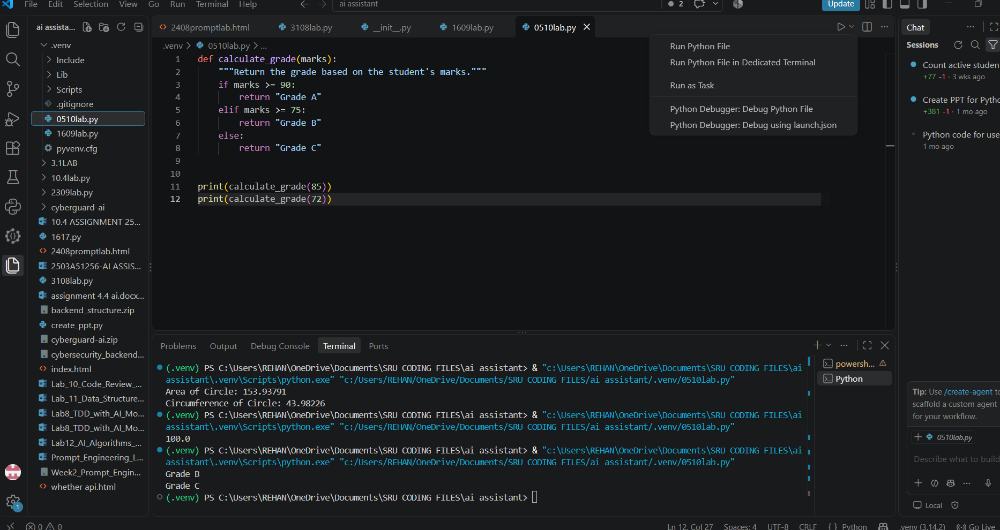 File Edit Selection View Go Run Terminal Help
ai assistant
2
Update
ai assista...
.venv
Include
Lib
Scripts
.gitignore
0510lab.py
1609lab.py
pyvenv.cfg
3.1LAB
10.4lab.py
2309lab.py
cyberguard-ai
10.4 ASSIGNMENT 25...
1617.py
2408promptlab.html
2503A51256-AI ASSIS...
3108lab.py
assignment 4.4 ai.docx...
backend_structure.zip
create_ppt.py
cyberguard-ai.zip
cybersecurity_backend...
index.html
Lab_10_Code_Review_...
Lab_11_Data_Structure...
Lab8_TDD_with_AI_Mo...
Lab8_TDD_with_AI_Mo...
Lab12_AI_Algorithms_...
Prompt_Engineering_L...
Week2_Prompt_Engin...
whether api.html
1
2408promptlab.html 3108lab.py __init__.py 1609lab.py 0510lab.py
.venv > 0510lab.py > ...
1 def calculate_grade(marks):
2 """Return the grade based on the student's marks."""
3 if marks >= 90:
4 return "Grade A"
5 elif marks >= 75:
6 return "Grade B"
7 else:
8 return "Grade C"
9
10
11 print(calculate_grade(85))
12 print(calculate_grade(72))
Run Python File
Run Python File in Dedicated Terminal
Run as Task
Python Debugger: Debug Python File
Python Debugger: Debug using launch.json
Problems Output Debug Console Terminal Ports
(.venv) PS C:\Users\REHAN\OneDrive\Documents\SRU CODING FILES\ai assistant> & "c:\Users\REHAN\OneDrive\Documents\SRU CODING FILES\ai
assistant\.venv\Scripts\python.exe" "c:/Users/REHAN/OneDrive/Documents/SRU CODING FILES/ai assistant/.venv/0510lab.py"
Area of Circle: 153.93791
Circumference of Circle: 43.98226
(.venv) PS C:\Users\REHAN\OneDrive\Documents\SRU CODING FILES\ai assistant> & "c:\Users\REHAN\OneDrive\Documents\SRU CODING FILES\ai
assistant\.venv\Scripts\python.exe" "c:/Users/REHAN/OneDrive/Documents/SRU CODING FILES/ai assistant/.venv/0510lab.py"
100.0
(.venv) PS C:\Users\REHAN\OneDrive\Documents\SRU CODING FILES\ai assistant> & "c:\Users\REHAN\OneDrive\Documents\SRU CODING FILES\ai
assistant\.venv\Scripts\python.exe" "c:/Users/REHAN/OneDrive/Documents/SRU CODING FILES/ai assistant/.venv/0510lab.py"
Grade B
Grade C
(.venv) PS C:\Users\REHAN\OneDrive\Documents\SRU CODING FILES\ai assistant>
powersh...
Python
Chat
Sessions
Count active studen
+77 -1 · 3 wks ago
Create PPT for Pytho
+381 -1 · 1 mo ago
Python code for use
1 mo ago
Tip: Use /create-agent to
scaffold a custom agent
for your workflow.
0510lab.py
Describe what to build
Local
0 0
Ln 12, Col 27 Spaces: 4 UTF-8 CRLF { } Python .venv (3.14.2) Go Live